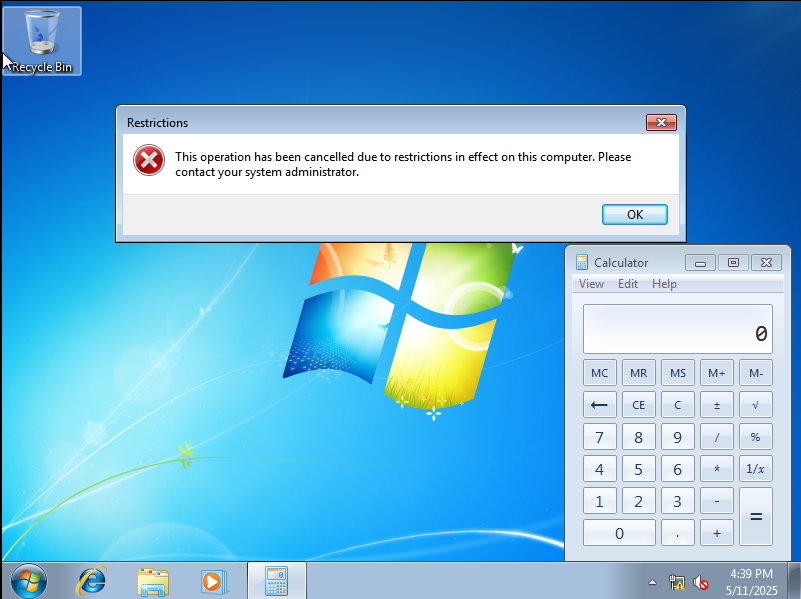 Recycle Bin
Restrictions
This operation has been cancelled due to restrictions in effect on this computer. Please
contact your system administrator.
OK
Calculator
View Edit Help
0
MC MR MS M+ M-
← CE C ± √
7 8 9 / %
4 5 6 * 1/x
1 2 3 - =
0 . +
4:39 PM
5/11/2025